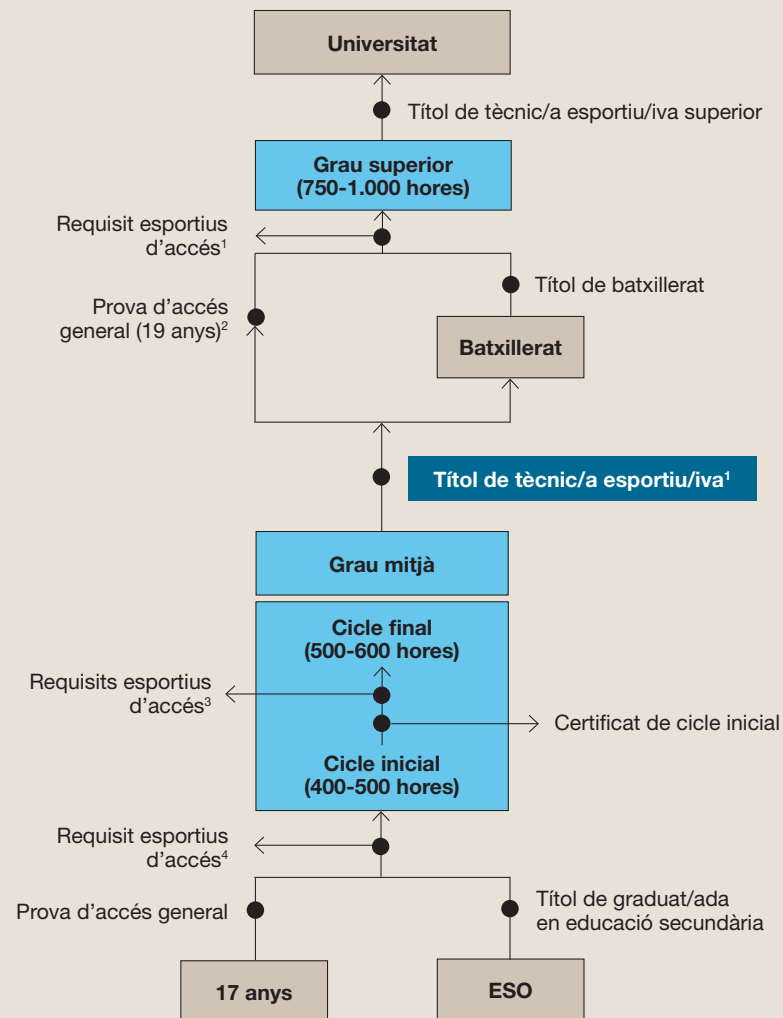 Universitat
Títol de tècnic/a esportiu/iva superior
Grau superior
(750-1.000 hores)
Requisit esportius
d'accés¹
Títol de batxillerat
Prova d'accés
general (19 anys)²
Batxillerat
Títol de tècnic/a esportiu/iva¹
Grau mitjà
Cicle final
(500-600 hores)
Requisits esportius
d'accés³
Certificat de cicle inicial
Cicle inicial
(400-500 hores)
Requisit esportius
d'accés⁴
Prova d'accés general
Títol de graduat/ada
en educació secundària
17 anys
ESO